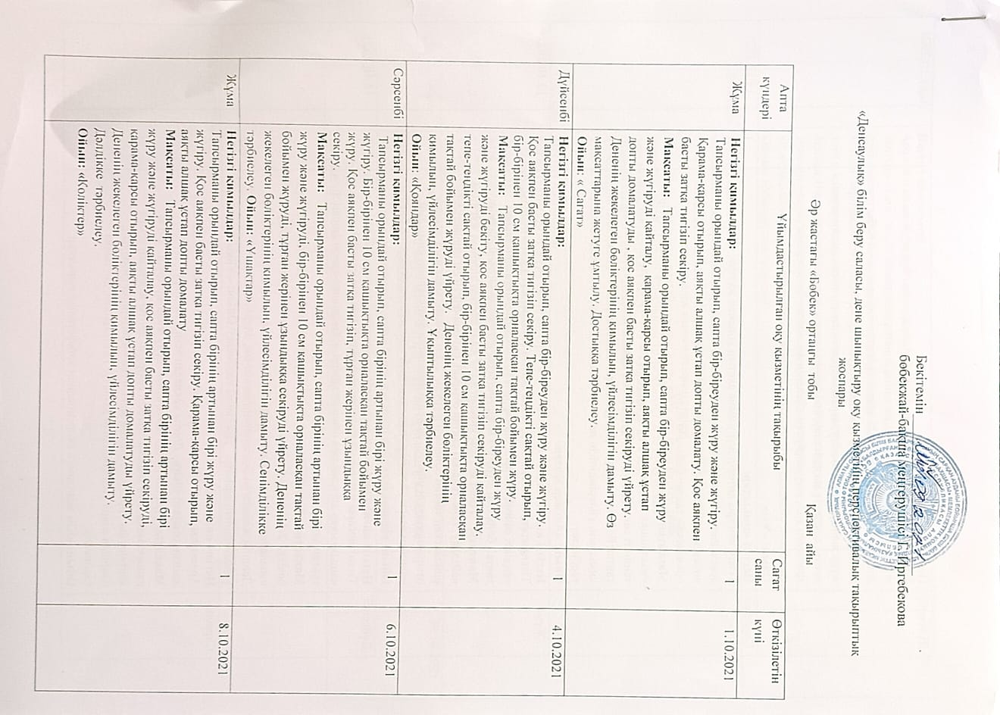 Бекітемін
бөбекжай-бақша меңгерушісі Г. Иргебекова
«Денсаулық» білім беру саласы, дене шынықтыру оқу қызметінің перспективалық тақырыптық
жоспары
Әр жастағы «Бөбек» ортаңғы тобы Қазан айы
Апта күндері
Ұйымдастырылған оқу қызметінің тақырыбы
Сағат саны
Өткізілетін күні
Жұма
Негізгі қимылдар:
Тапсырманы орындай отырып, сапта бір-біреуден жүру және жүгіру.
Қарама-қарсы отырып, аяқты алшақ ұстап допты домалату. Қос аяқпен
басты затқа тигізіп секіру.
Мақсаты: Тапсырманы орындай отырып, сапта бір-біреуден жүру
және жүгіруді қайталу, қарама-қарсы отырып, аяқты алшақ ұстап
допты домалатуды , қос аяқпен басты затқа тигізіп секіруді үйрету.
Дененің жекелеген бөліктерінің қимылын, үйлесімділігін дамыту. Өз
мақсаттарына жетуге ұмтылу. Достыққа тәрбиелеу.
Ойын: « Сағат»
1
1.10.2021
Дүйсенбі
Негізгі қимылдар:
Тапсырманы орындай отырып, сапта бір-біреуден жүру және жүгіру.
Қос аяқпен басты затқа тигізіп секіру. Тепе-теңдікті сақтай отырып,
бір-бірінен 10 см қашықтықта орналасқан тақтай бойымен жүру.
Мақсаты: Тапсырманы орындай отырып, сапта бір-біреуден жүру
және жүгіруді бекіту, қос аяқпен басты затқа тигізіп секіруді қайталау.
тепе-теңдікті сақтай отырып, бір-бірінен 10 см қашықтықта орналасқан
тақтай бойымен жүруді үйрету. Дененің жекелеген бөліктерінің
қимылын, үйлесімділігін дамыту. Ұқыптылыққа тәрбиелеу.
Ойын: «Қояндар»
1
4.10.2021
Сәрсенбі
Негізгі қимылдар:
Тапсырманы орындай отырып, сапта бірінің артынан бірі жүру және
жүгіру. Бір-бірінен 10 см қашықтықта орналасқан тақтай бойымен
жүру. Қос аяқпен басты затқа тигізіп, тұрған жерінен ұзындыққа
секіру.
Мақсаты: Тапсырманы орындай отырып, сапта бірінің артынан бірі
жүру және жүгіруді, бір-бірінен 10 см қашықтықта орналасқан тақтай
бойымен жүруді, тұрған жерінен ұзындыққа секіруді үйрету. Дененің
жекелеген бөліктерінің қимылын, үйлесімділігін дамыту. Сенімділікке
тәрбиелеу. Ойын: «Ұшақтар»
1
6.10.2021
Жұма
Негізгі қимылдар:
Тапсырманы орындай отырып, сапта бірінің артынан бірі жүру және
жүгіру. Қос аяқпен басты затқа тигізіп секіру. Қарама-қарсы отырып,
аяқты алшақ ұстап допты домалату
Мақсаты: Тапсырманы орындай отырып, сапта бірінің артынан бірі
жүру және жүгіруді қайтплау, қос аяқпен басты затқа тигізіп секіруді,
қарама-қарсы отырып, аяқты алшақ ұстап допты домалатуды үйрету.
Дененің жекелеген бөліктерінің қимылын, үйлесімділігін дамыту.
Дәлдікке тәрбиелеу.
Ойын: «Көліктер»
1
8.10.2021